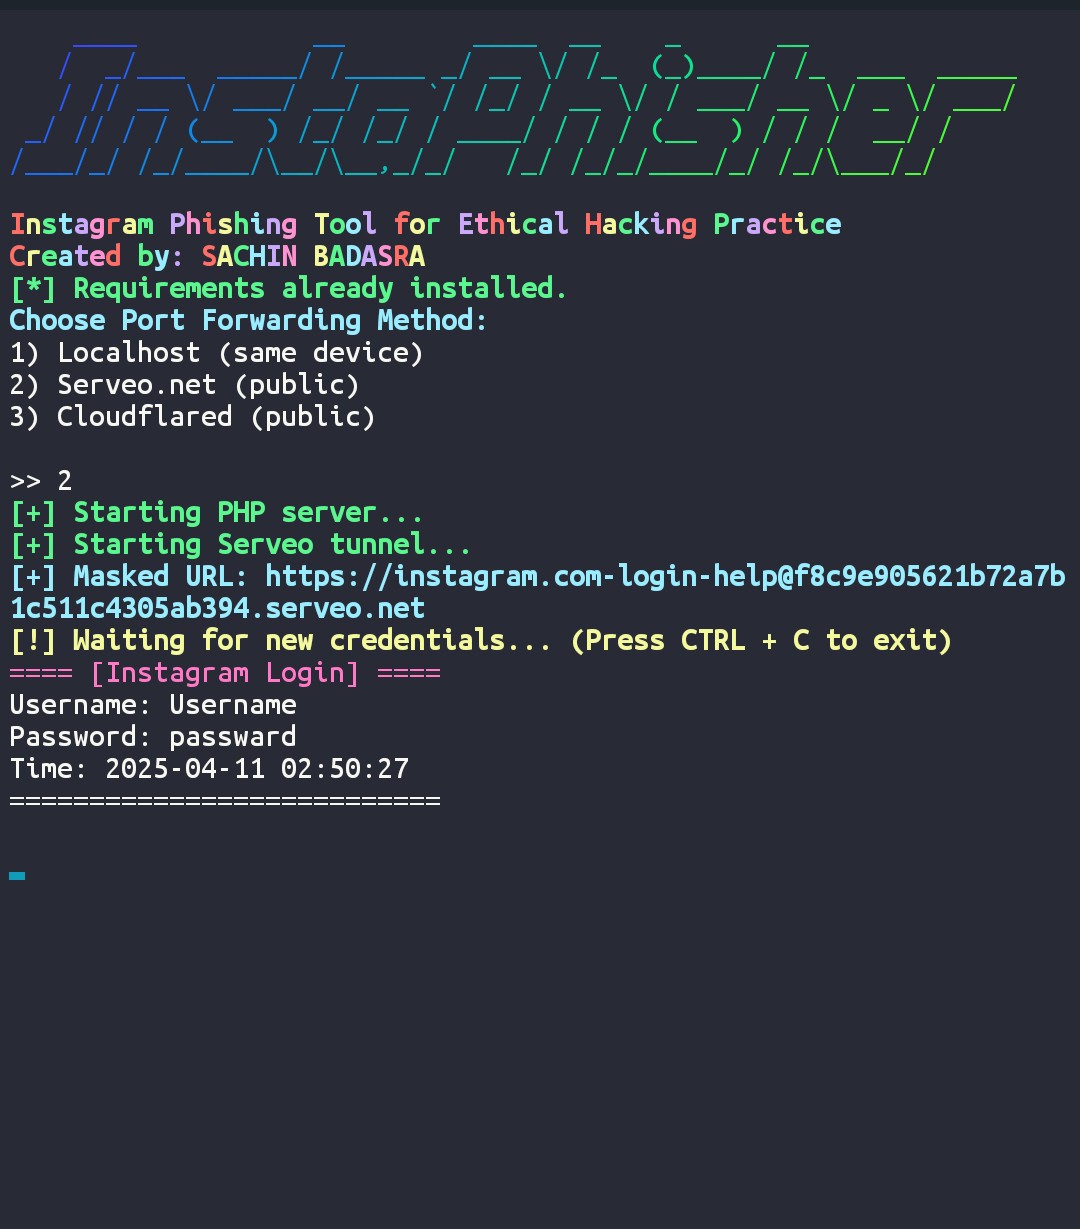 InstaPhisher
Instagram Phishing Tool for Ethical Hacking Practice
Created by: SACHIN BADASRA
[*] Requirements already installed.
Choose Port Forwarding Method:
1) Localhost (same device)
2) Serveo.net (public)
3) Cloudflared (public)
>> 2
[+] Starting PHP server...
[+] Starting Serveo tunnel...
[+] Masked URL: https://instagram.com-login-help@f8c9e905621b72a7b
1c511c4305ab394.serveo.net
[!] Waiting for new credentials... (Press CTRL + C to exit)
==== [Instagram Login] ====
Username: Username
Password: passward
Time: 2025-04-11 02:50:27
===========================